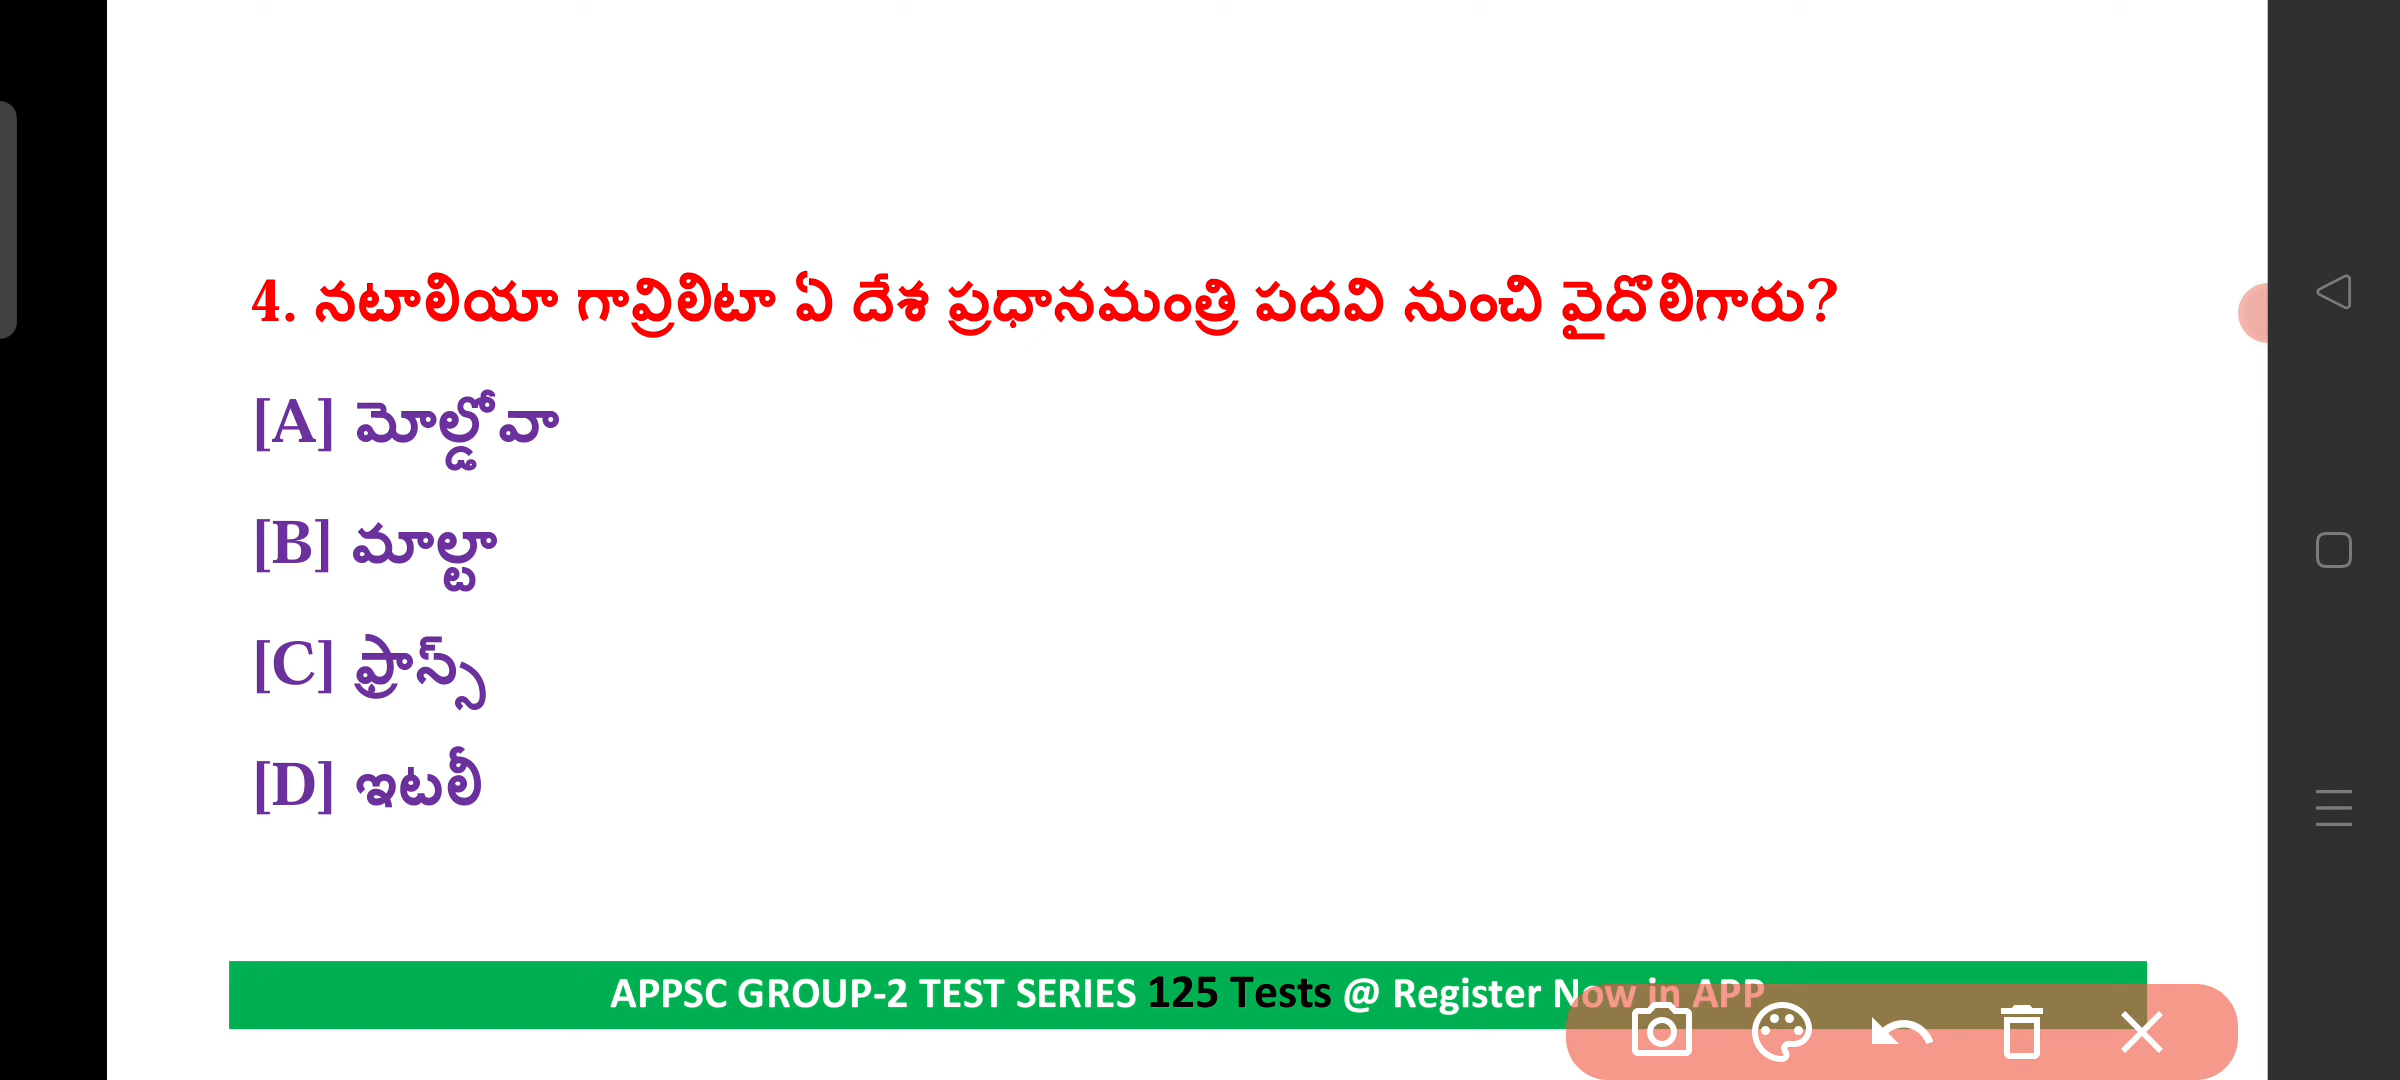 4. నటాలియా గావ్రిలిటా ఏ దేశ ప్రధానమంత్రి పదవి నుంచి వైదొలిగారు?
[A] మోల్డోవా
[B] మాల్టా
[C] ఫ్రాన్స్
[D] ఇటలీ
APPSC GROUP-2 TEST SERIES 125 Tests @ Register Now in APP